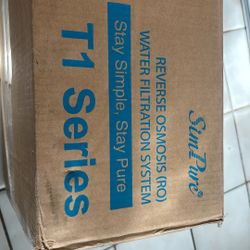 SimPure®
REVERSE OSMOSIS (RO)
WATER FILTRATION SYSTEM
Stay Simple, Stay Pure
T1 Series